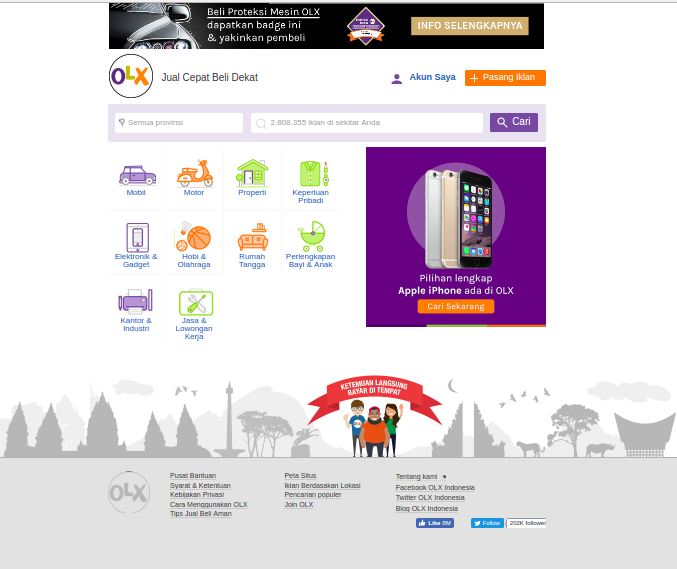 Beli Proteksi Mesin OLX
dapatkan badge ini
& yakinkan pembeli
INFO SELENGKAPNYA
OLX
Jual Cepat Beli Dekat
Akun Saya
Pasang Iklan
Semua provinsi
2.808.355 iklan di sekitar Anda
Cari
Mobil
Motor
Properti
Keperluan
Pribadi
Elektronik &
Gadget
Hobi &
Olahraga
Rumah
Tangga
Perlengkapan
Bayi & Anak
Kantor &
Industri
Jasa &
Lowongan
Kerja
Pilihan lengkap
Apple iPhone ada di OLX
Cari Sekarang
KETEMUAN LANGSUNG
BAYAR DI TEMPAT
OLX
Pusat Bantuan
Syarat & Ketentuan
Kebijakan Privasi
Cara Menggunakan OLX
Tips Jual Beli Aman
Peta Situs
Iklan Berdasakan Lokasi
Pencarian populer
Join OLX
Tentang kami
Facebook OLX Indonesia
Twitter OLX Indonesia
Blog OLX Indonesia
Like 8M
Follow
202K follower